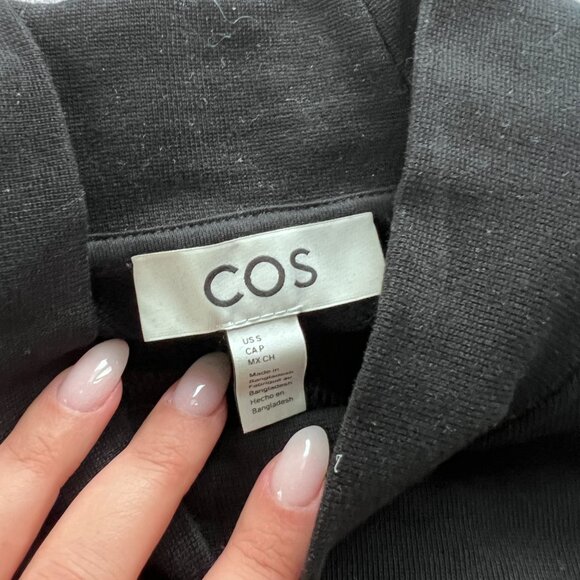 COS
US S
CA P
MX CH
Made in
Bangladesh
Fabriqué au
Bangladesh
Hecho en
Bangladesh